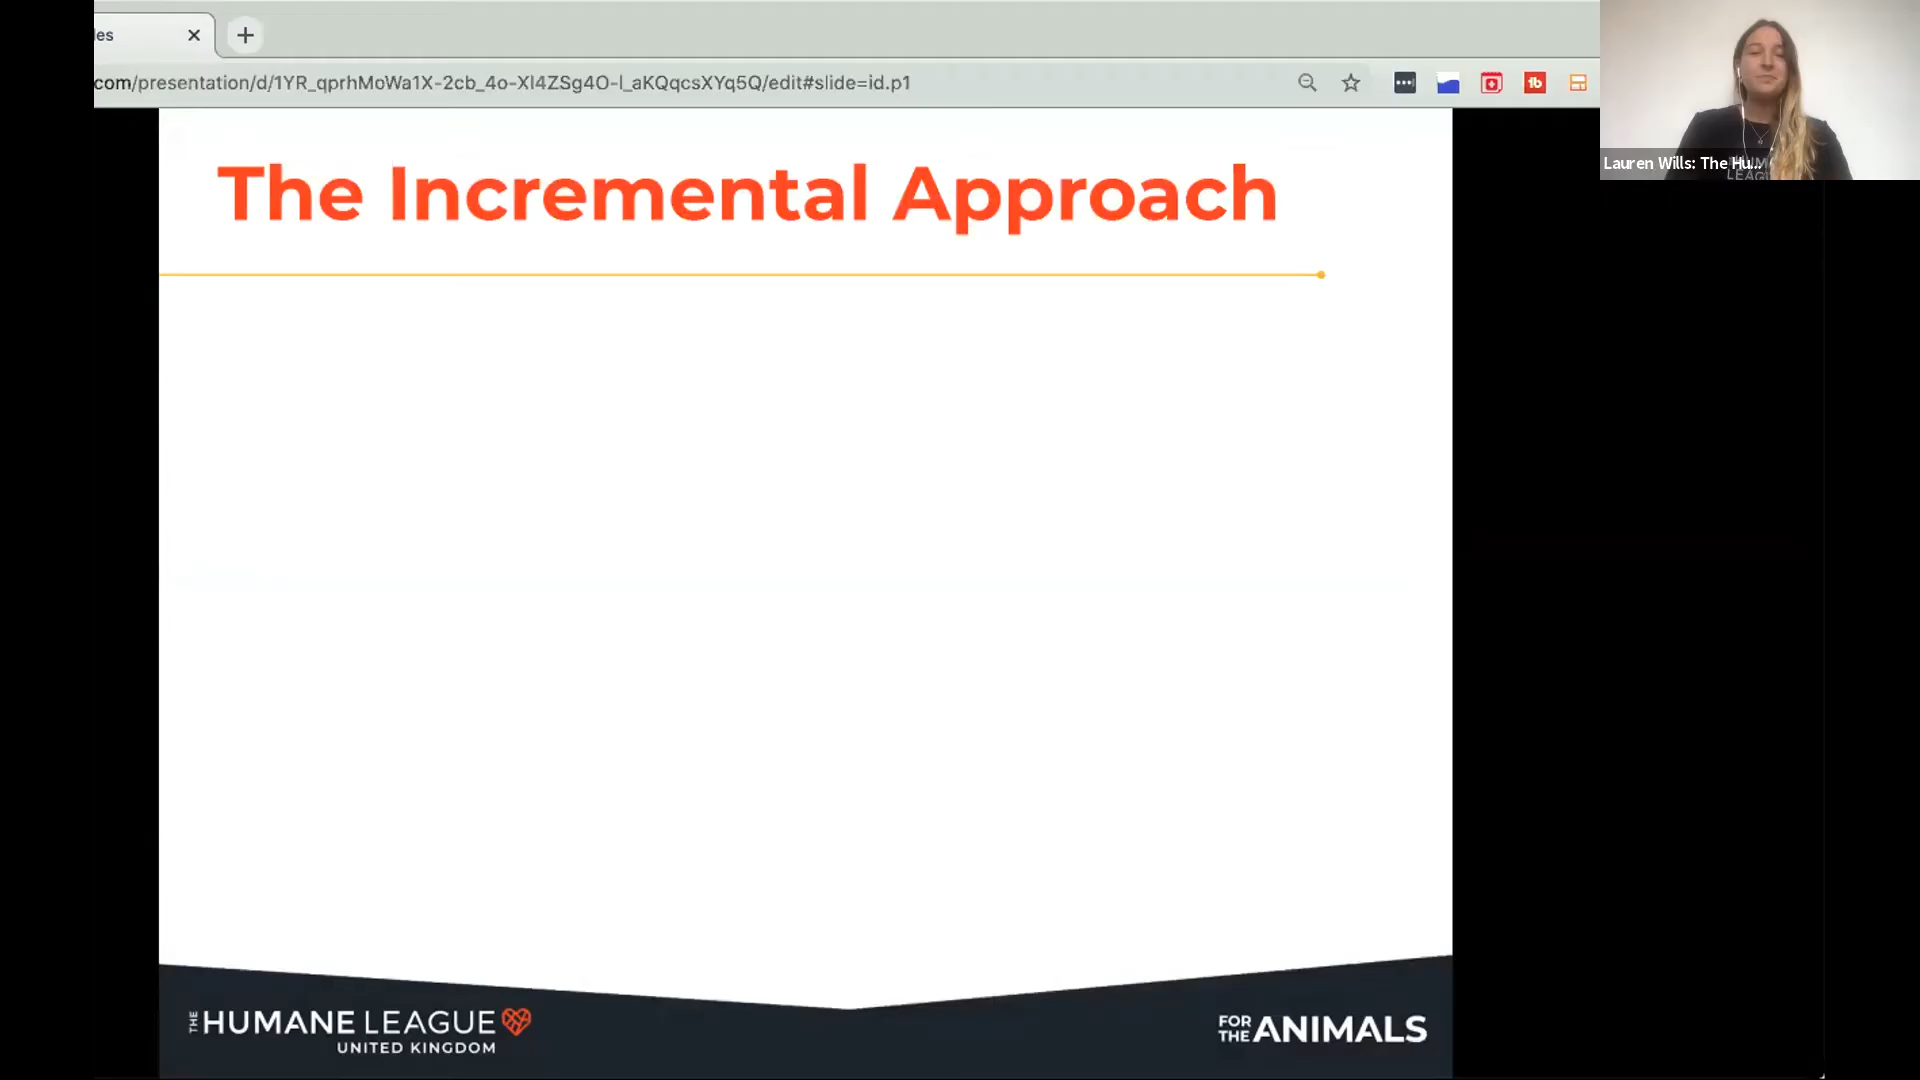 les
com/presentation/d/1YR_qprhMoWa1X-2cb_4o-Xl4ZSg4O-l_aKQqcsXYq5Q/edit#slide=id.p1
Lauren Wills: The Hu...
The Incremental Approach
THE HUMANE LEAGUE
UNITED KINGDOM
FOR THE ANIMALS